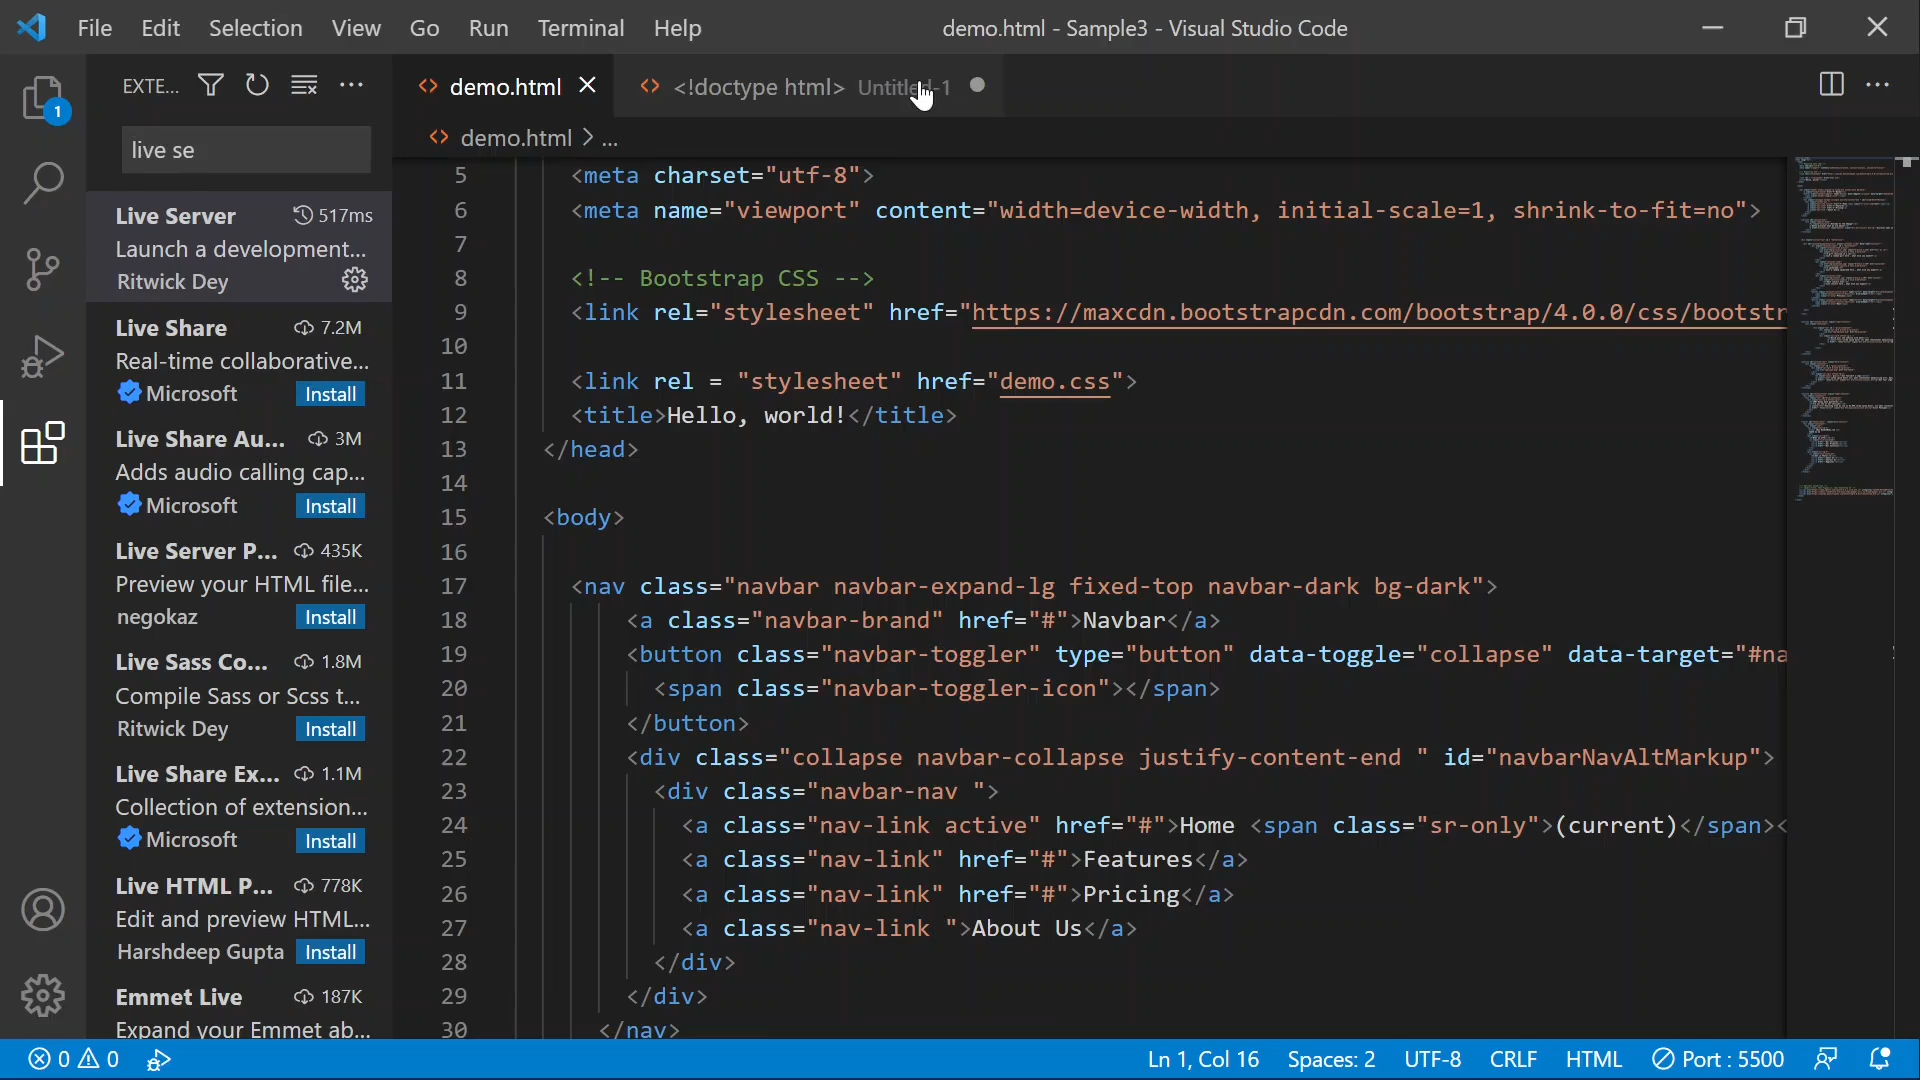 File Edit Selection View Go Run Terminal Help
demo.html - Sample3 - Visual Studio Code
1
EXTE...
live se
Live Server 517ms
Launch a development...
Ritwick Dey
Live Share 7.2M
Real-time collaborative...
Microsoft Install
Live Share Au... 3M
Adds audio calling cap...
Microsoft Install
Live Server P... 435K
Preview your HTML file...
negokaz Install
Live Sass Co... 1.8M
Compile Sass or Scss t...
Ritwick Dey Install
Live Share Ex... 1.1M
Collection of extension...
Microsoft Install
Live HTML P... 778K
Edit and preview HTML...
Harshdeep Gupta Install
Emmet Live 187K
Expand your Emmet ab...
demo.html <!doctype html> Untitled-1
demo.html > ...
5 <meta charset="utf-8">
6 <meta name="viewport" content="width=device-width, initial-scale=1, shrink-to-fit=no">
7
8 <!-- Bootstrap CSS -->
9 <link rel="stylesheet" href="https://maxcdn.bootstrapcdn.com/bootstrap/4.0.0/css/bootstr
10
11 <link rel = "stylesheet" href="demo.css">
12 <title>Hello, world!</title>
13 </head>
14
15 <body>
16
17 <nav class="navbar navbar-expand-lg fixed-top navbar-dark bg-dark">
18 <a class="navbar-brand" href="#">Navbar</a>
19 <button class="navbar-toggler" type="button" data-toggle="collapse" data-target="#na
20 <span class="navbar-toggler-icon"></span>
21 </button>
22 <div class="collapse navbar-collapse justify-content-end " id="navbarNavAltMarkup">
23 <div class="navbar-nav ">
24 <a class="nav-link active" href="#">Home <span class="sr-only">(current)</span><
25 <a class="nav-link" href="#">Features</a>
26 <a class="nav-link" href="#">Pricing</a>
27 <a class="nav-link ">About Us</a>
28 </div>
29 </div>
30 </nav>
0 0 Ln 1, Col 16 Spaces: 2 UTF-8 CRLF HTML Port : 5500